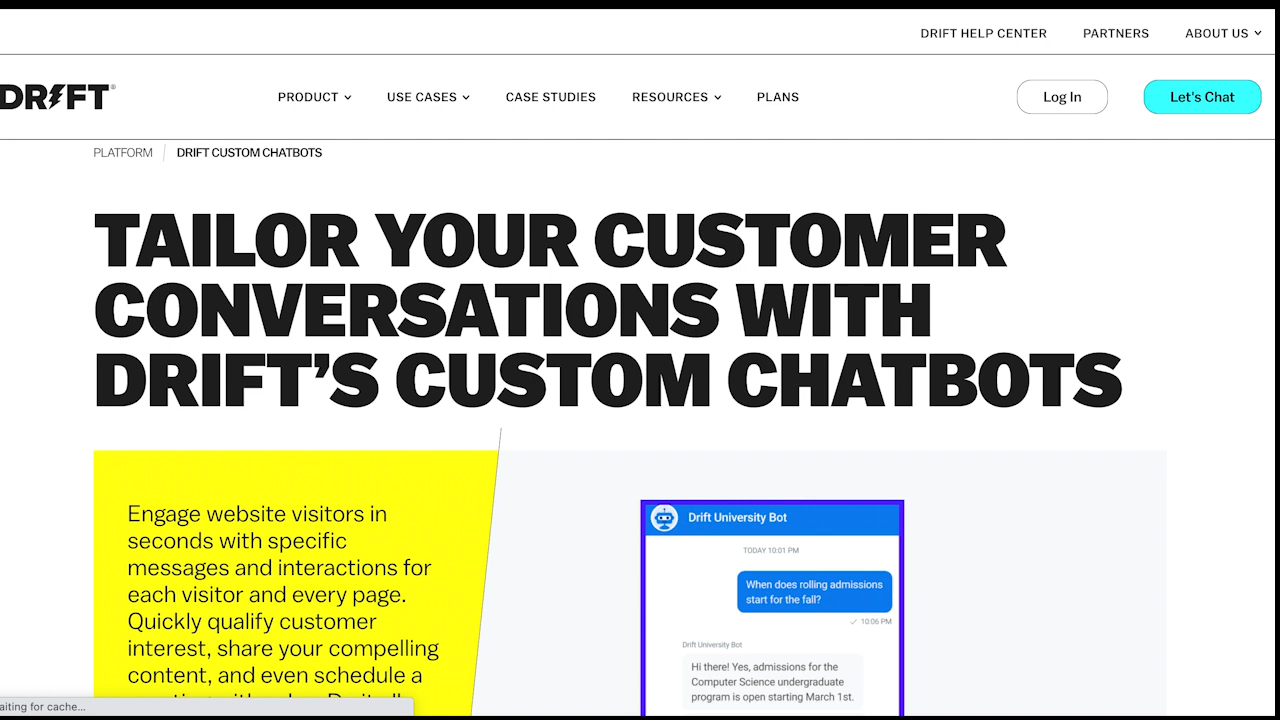 DRIFT HELP CENTER PARTNERS ABOUT US
DRIFT®
PRODUCT USE CASES CASE STUDIES RESOURCES PLANS Log In Let's Chat
PLATFORM DRIFT CUSTOM CHATBOTS
TAILOR YOUR CUSTOMER
CONVERSATIONS WITH
DRIFT’S CUSTOM CHATBOTS
Engage website visitors in
seconds with specific
messages and interactions for
each visitor and every page.
Quickly qualify customer
interest, share your compelling
content, and even schedule a
Drift University Bot
TODAY 10:01 PM
When does rolling admissions
start for the fall?
10:06 PM
Drift University Bot
Hi there! Yes, admissions for the
Computer Science undergraduate
program is open starting March 1st.
aiting for cache...